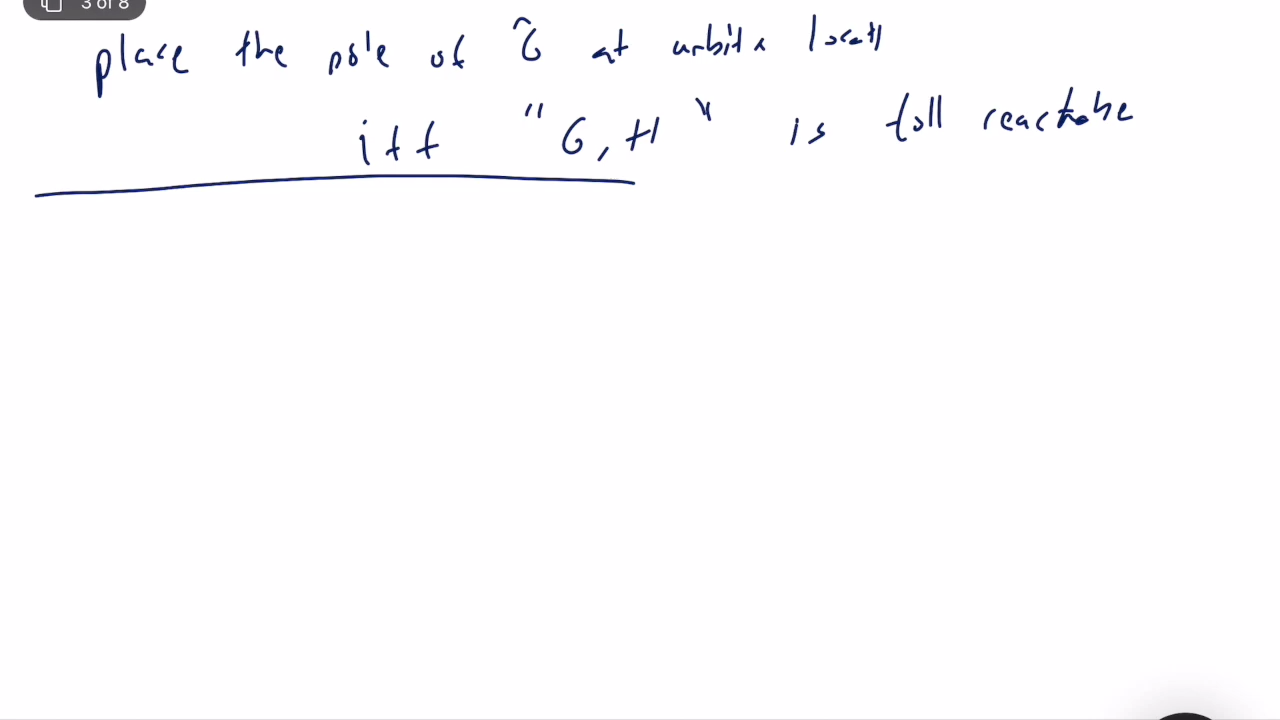 3 of 8
place the pole of Ĝ at arbitr locati
iff "G, H" is full reachable